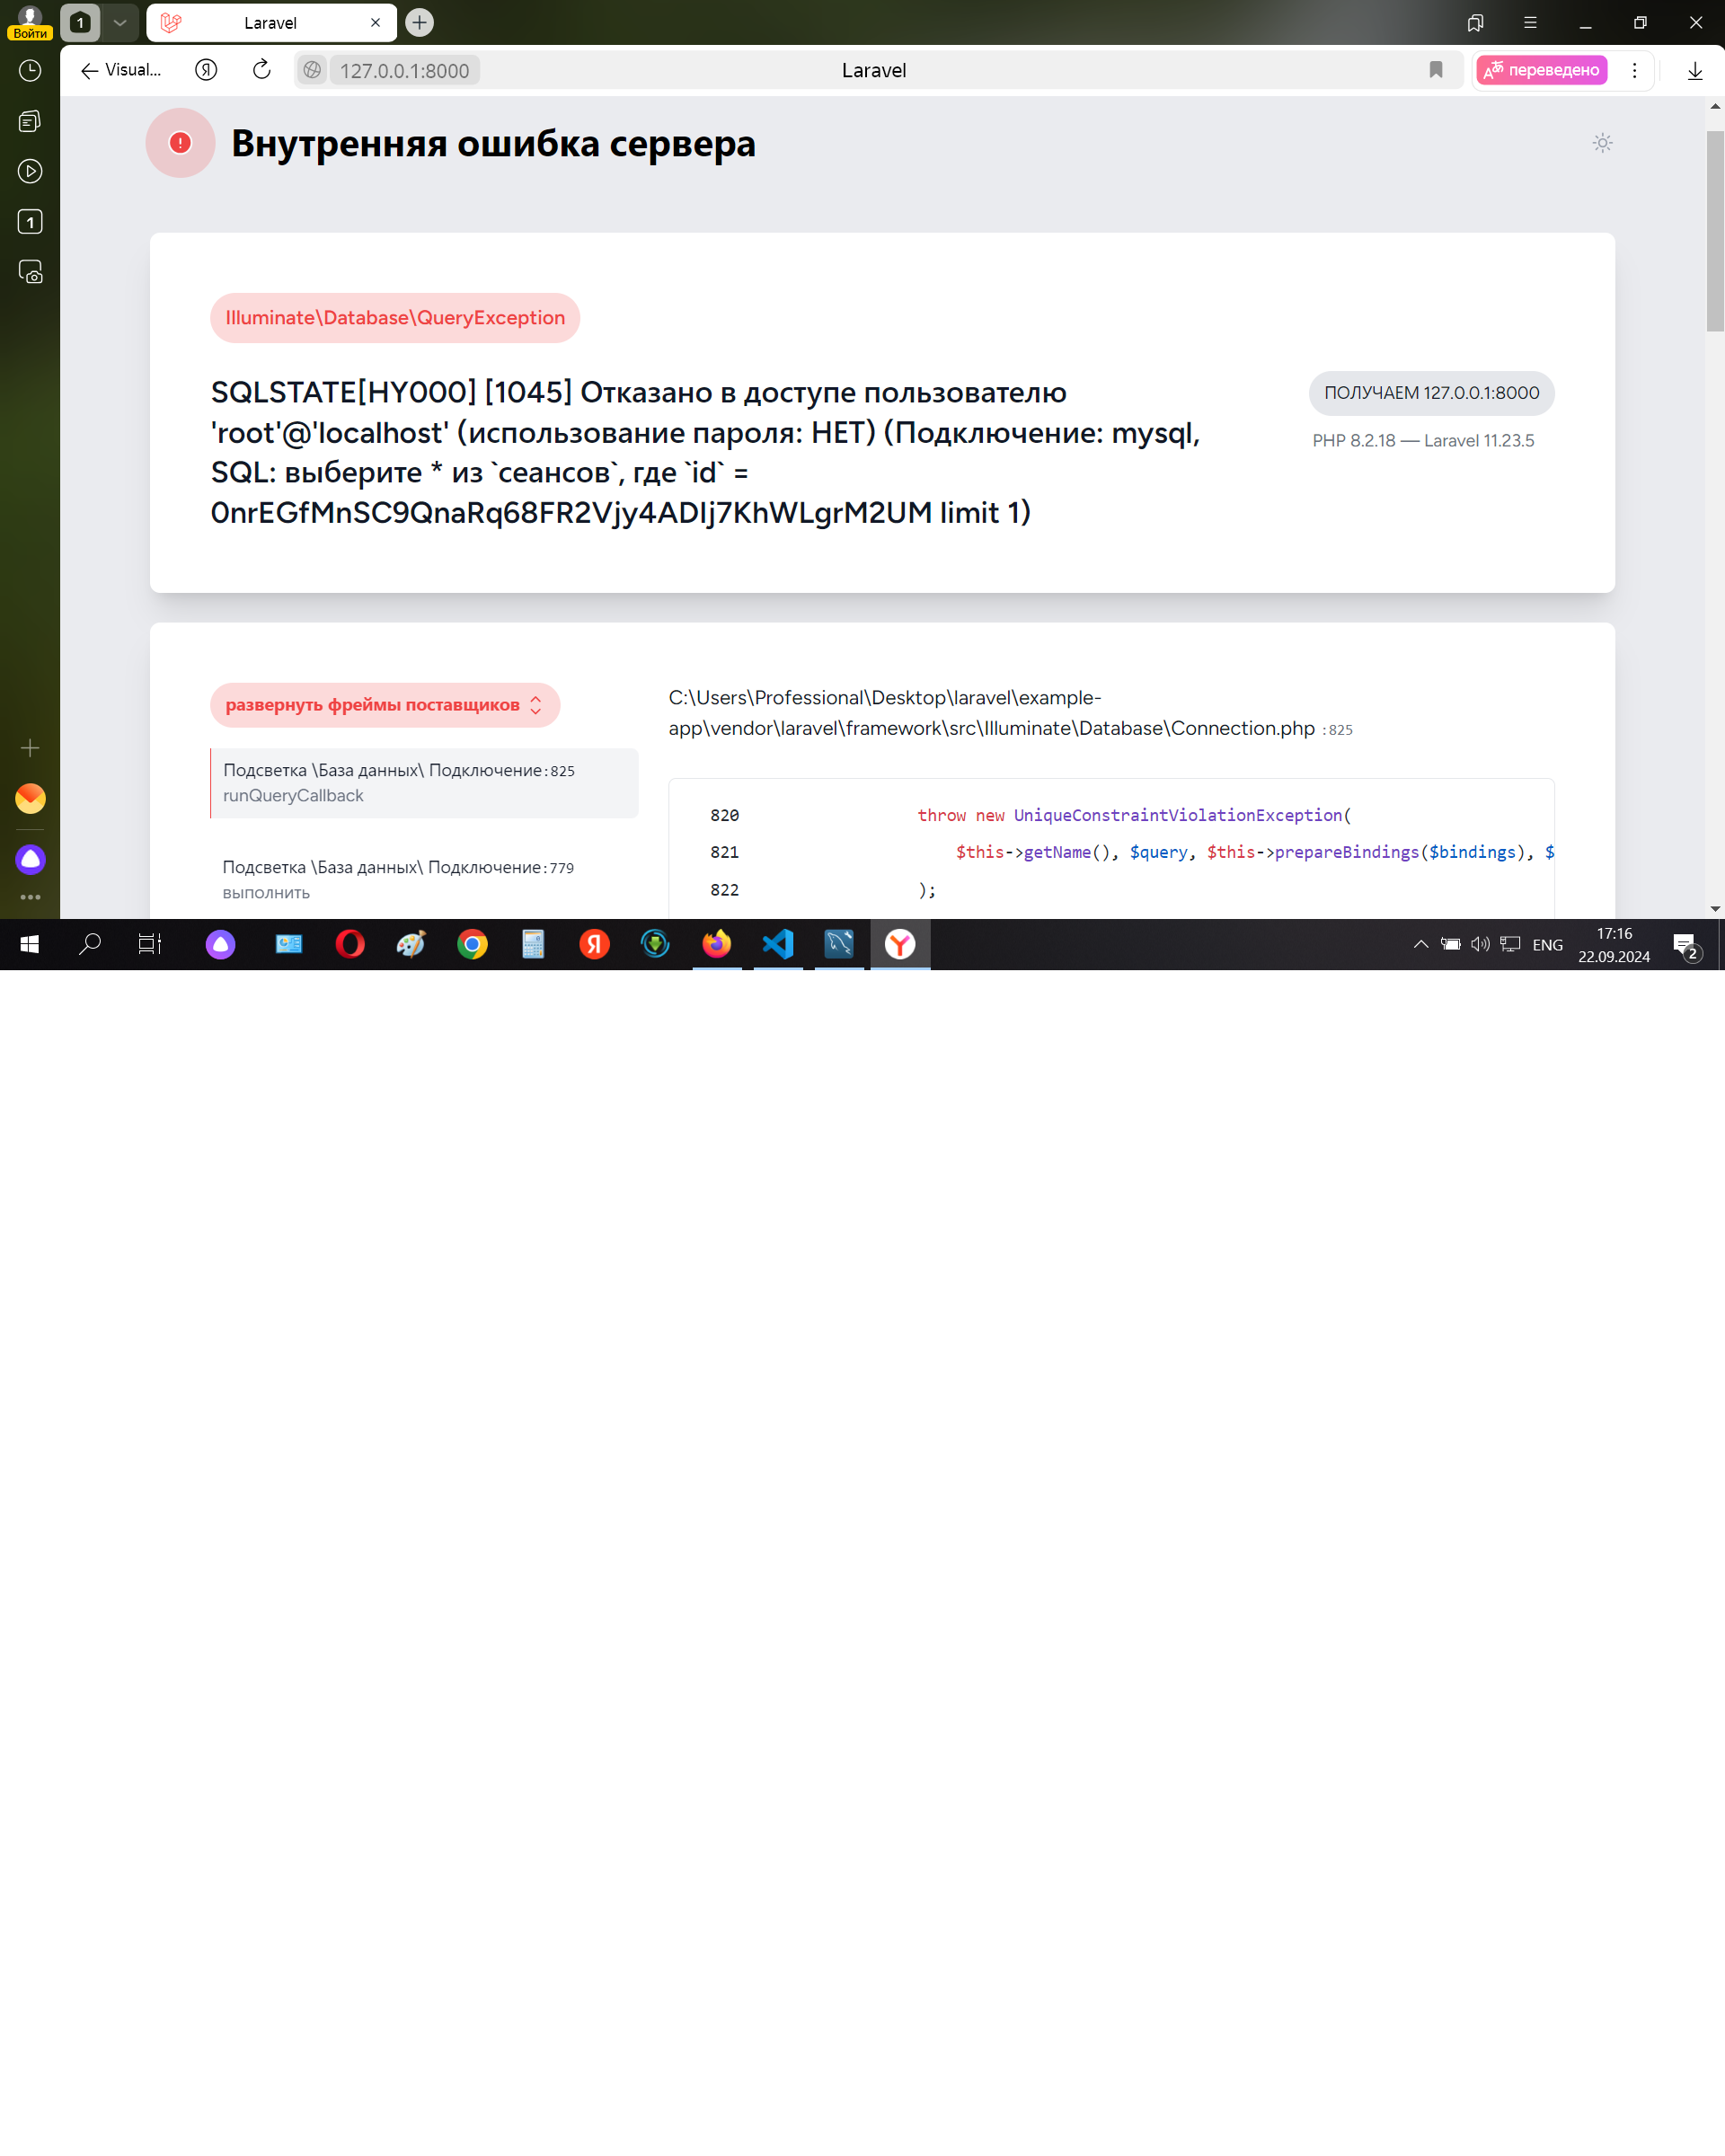 1
Laravel
Войти
Visual...
127.0.0.1:8000
Laravel
переведено
1
Внутренняя ошибка сервера
Illuminate\Database\QueryException
SQLSTATE[HY000] [1045] Отказано в доступе пользователю
'root'@'localhost' (использование пароля: НЕТ) (Подключение: mysql,
SQL: выберите * из `сеансов`, где `id` =
0nrEGfMnSC9QnaRq68FR2Vjy4ADIj7KhWLgrM2UM limit 1)
ПОЛУЧАЕМ 127.0.0.1:8000
PHP 8.2.18 — Laravel 11.23.5
развернуть фреймы поставщиков
Подсветка \База данных\ Подключение:825
runQueryCallback
Подсветка \База данных\ Подключение:779
выполнить
C:\Users\Professional\Desktop\laravel\example-
app\vendor\laravel\framework\src\Illuminate\Database\Connection.php :825
820 throw new UniqueConstraintViolationException(
821 $this->getName(), $query, $this->prepareBindings($bindings), $
822 );
ENG
17:16
22.09.2024
2